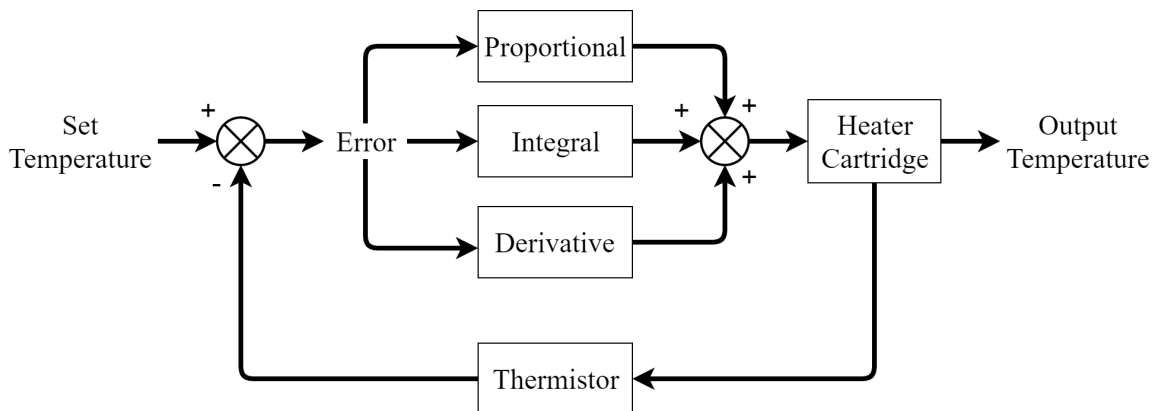 Proportional
+
+
+
Set
Temperature
-
Error
Integral
+
Heater
Cartridge
Output
Temperature
Derivative
Thermistor